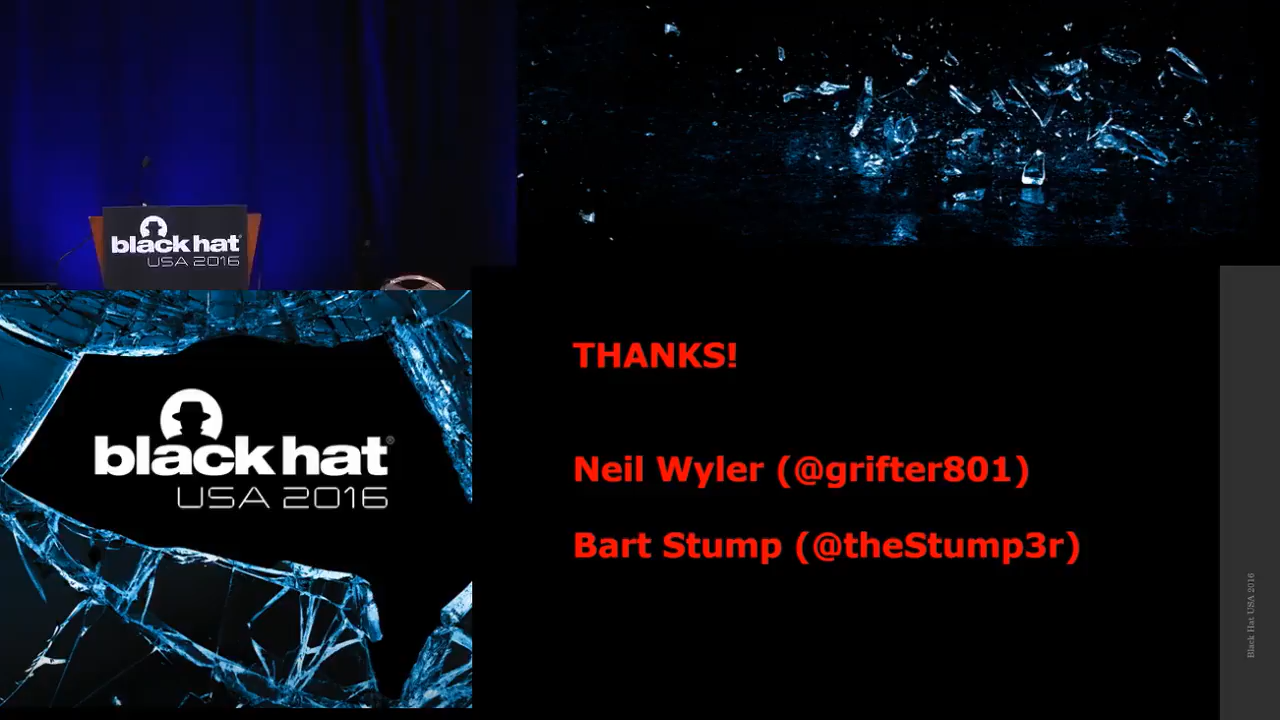 black hat
USA 2016
black hat®
USA 2016
THANKS!
Neil Wyler (@grifter801)
Bart Stump (@theStump3r)
Black Hat USA 2016